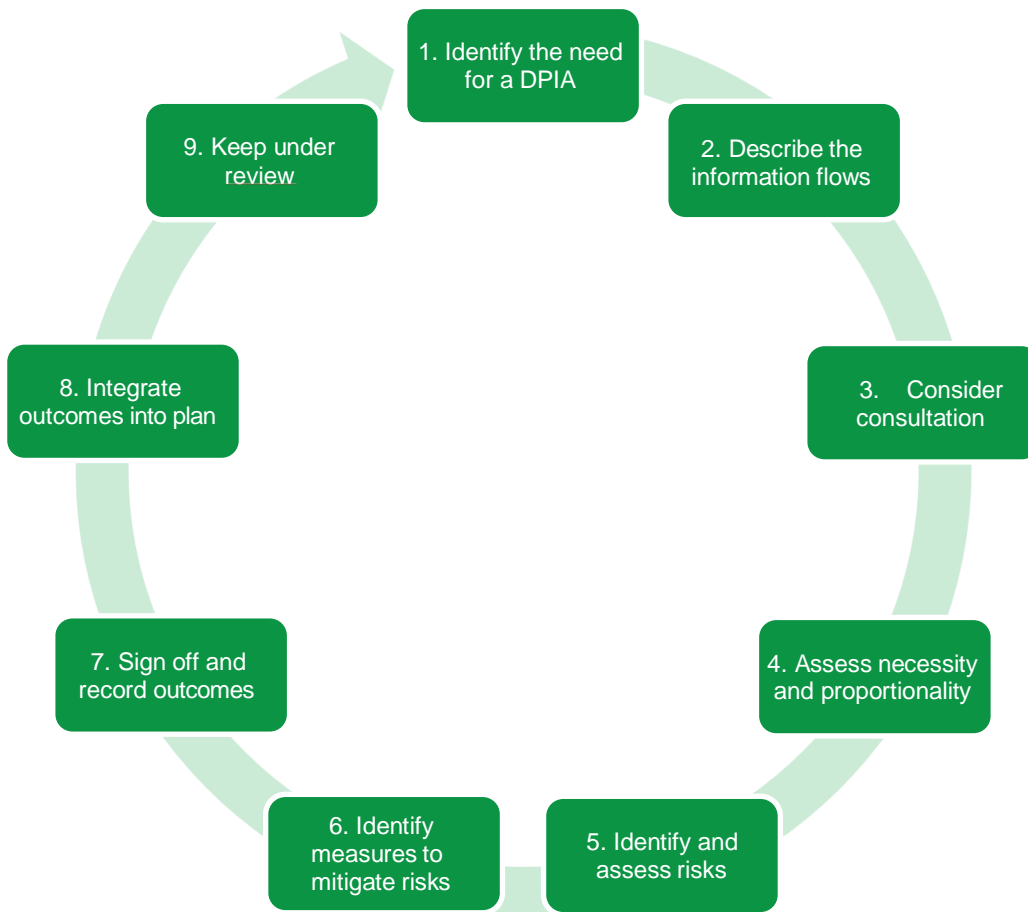 1. Identify the need
for a DPIA
2. Describe the
information flows
3. Consider
consultation
4. Assess necessity
and proportionality
5. Identify and
assess risks
6. Identify
measures to
mitigate risks
7. Sign off and
record outcomes
8. Integrate
outcomes into plan
9. Keep under
review